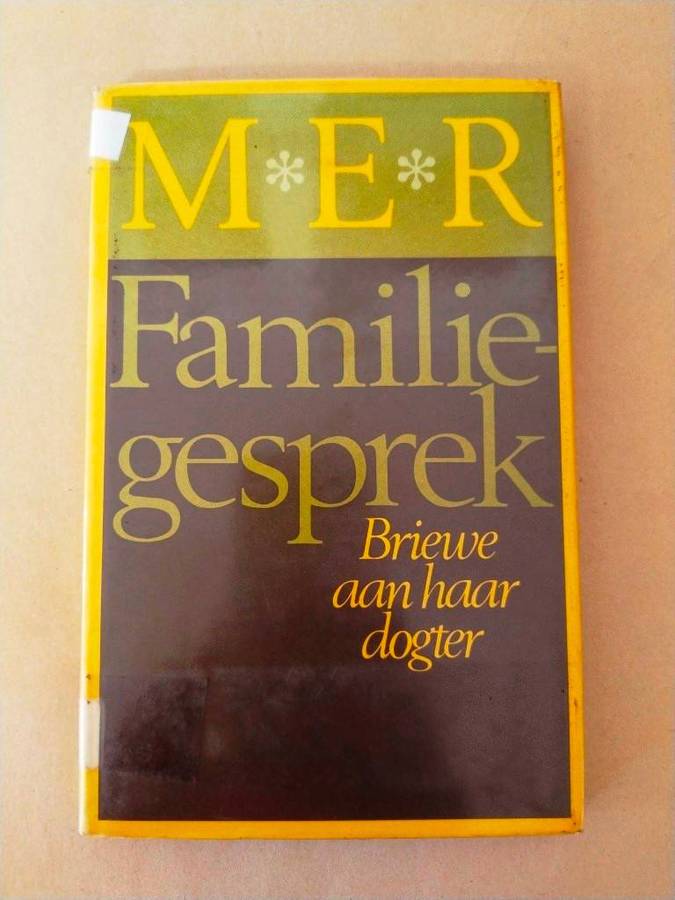 M*E*R
Familie-
gesprek
Briewe
aan haar
dogter